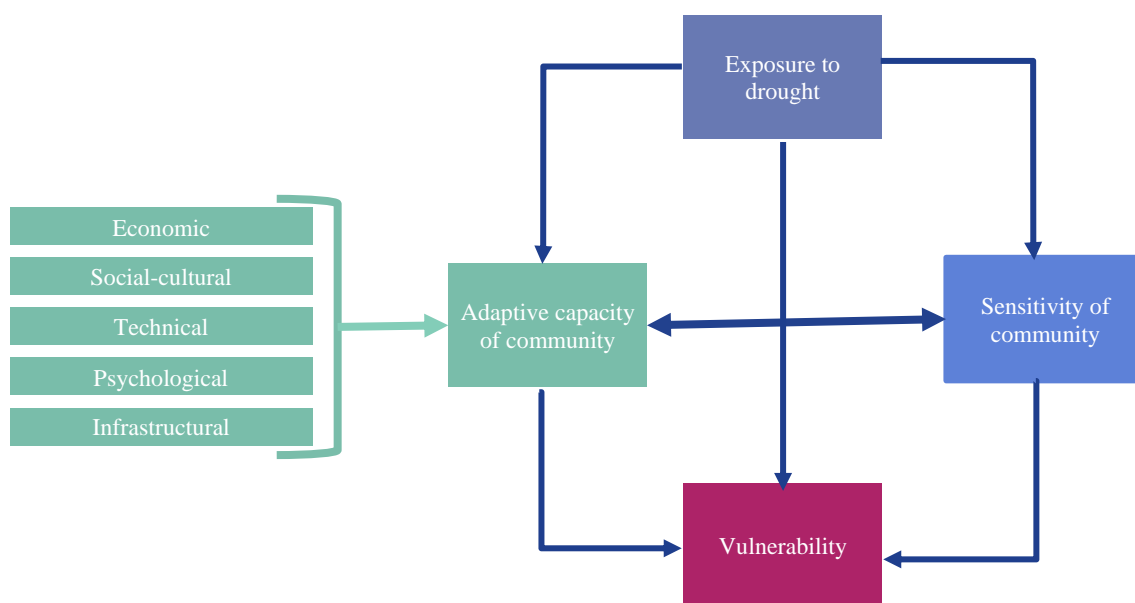 Exposure to
drought
Economic
Social-cultural
Technical
Psychological
Infrastructural
Adaptive capacity
of community
Sensitivity of
community
Vulnerability